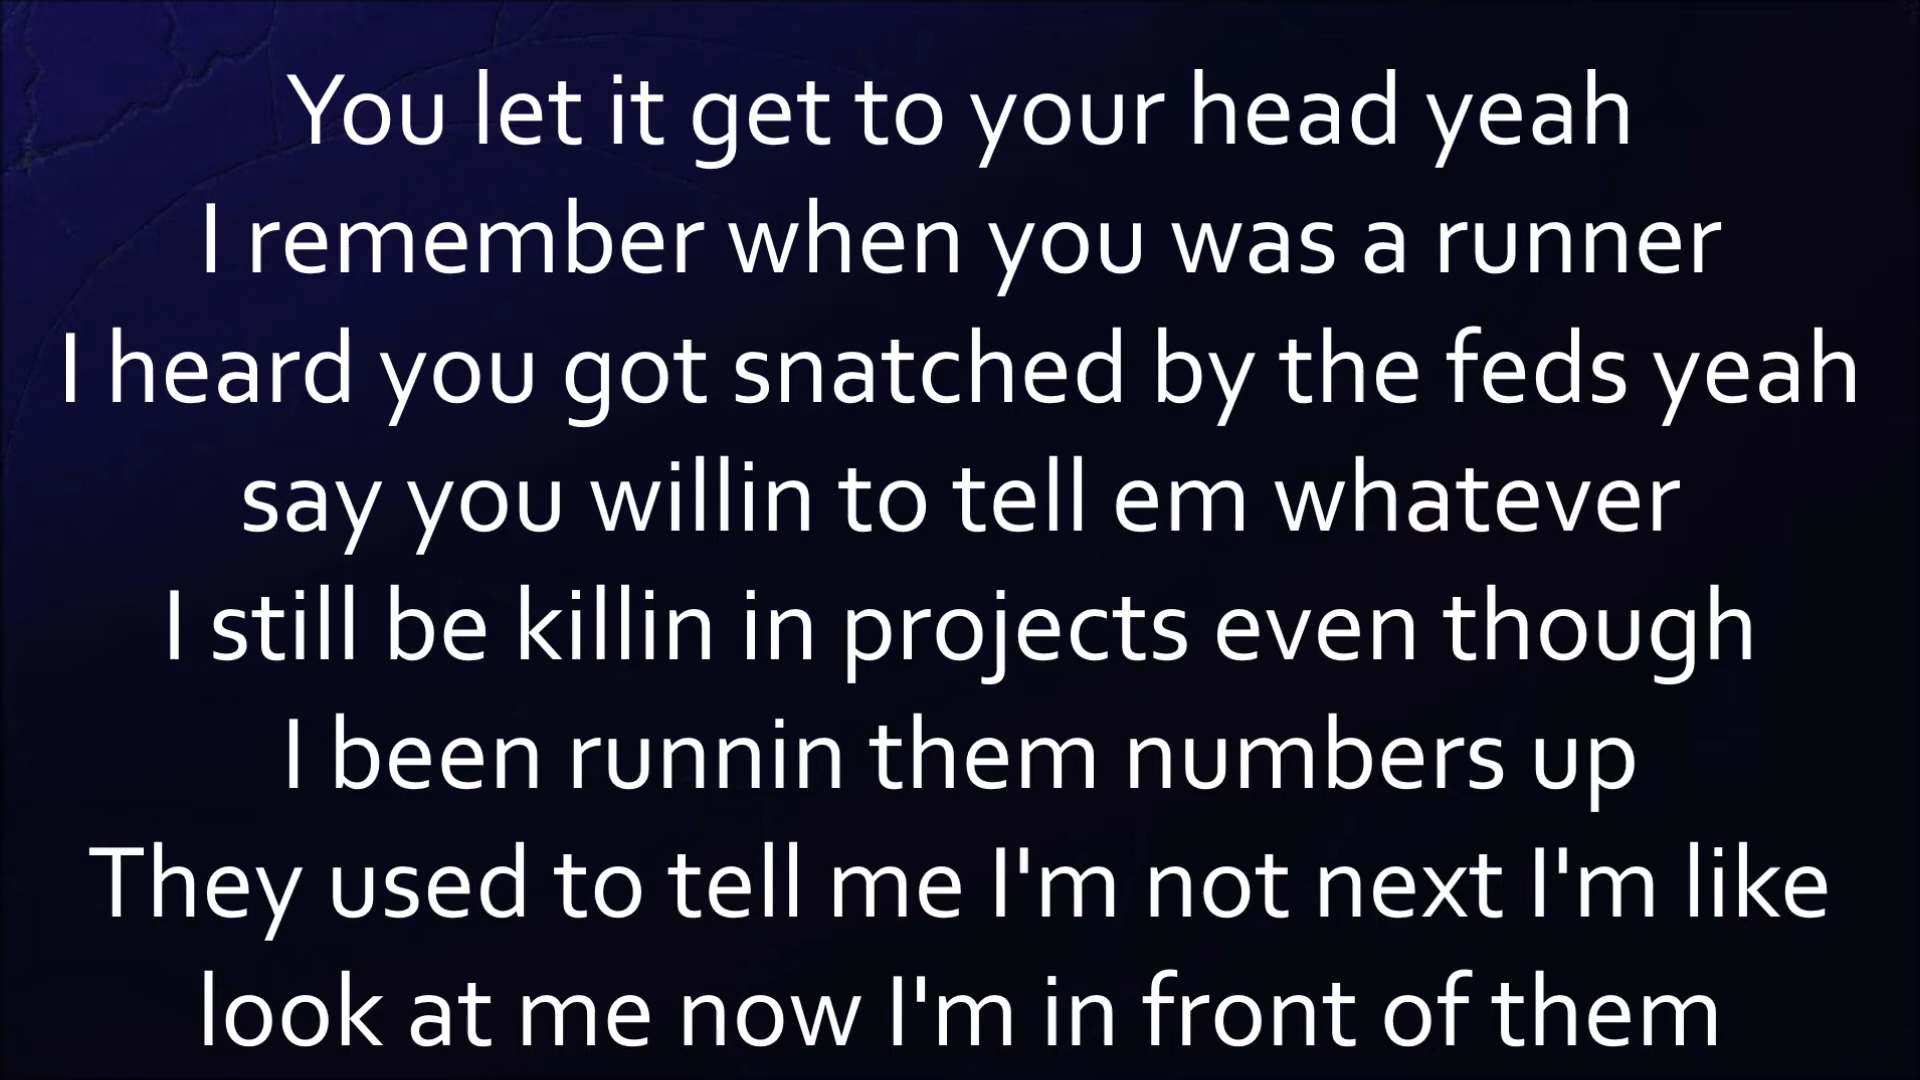 You let it get to your head yeah
I remember when you was a runner
I heard you got snatched by the feds yeah
say you willin to tell em whatever
I still be killin in projects even though
I been runnin them numbers up
They used to tell me I'm not next I'm like
look at me now I'm in front of them